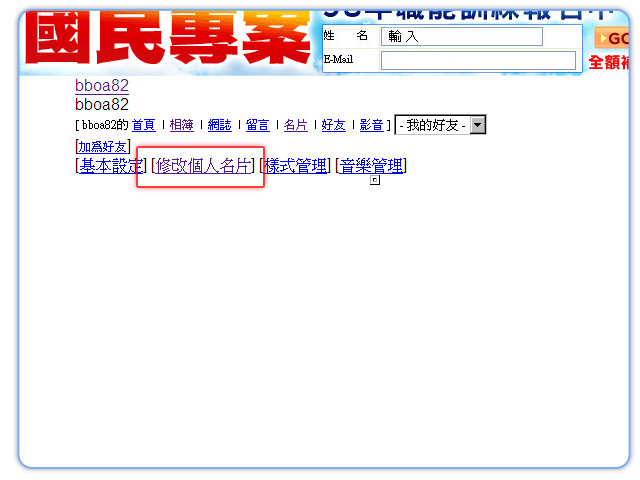 國民專案
98年職能訓練報名中
姓 名 輸 入
GO
E-Mail
全額補
bboa82
bboa82
[ bboa82的 首頁 | 相簿 | 網誌 | 留言 | 名片 | 好友 | 影音 ] - 我的好友 -
[加為好友]
[基本設定] [修改個人名片] [樣式管理] [音樂管理]